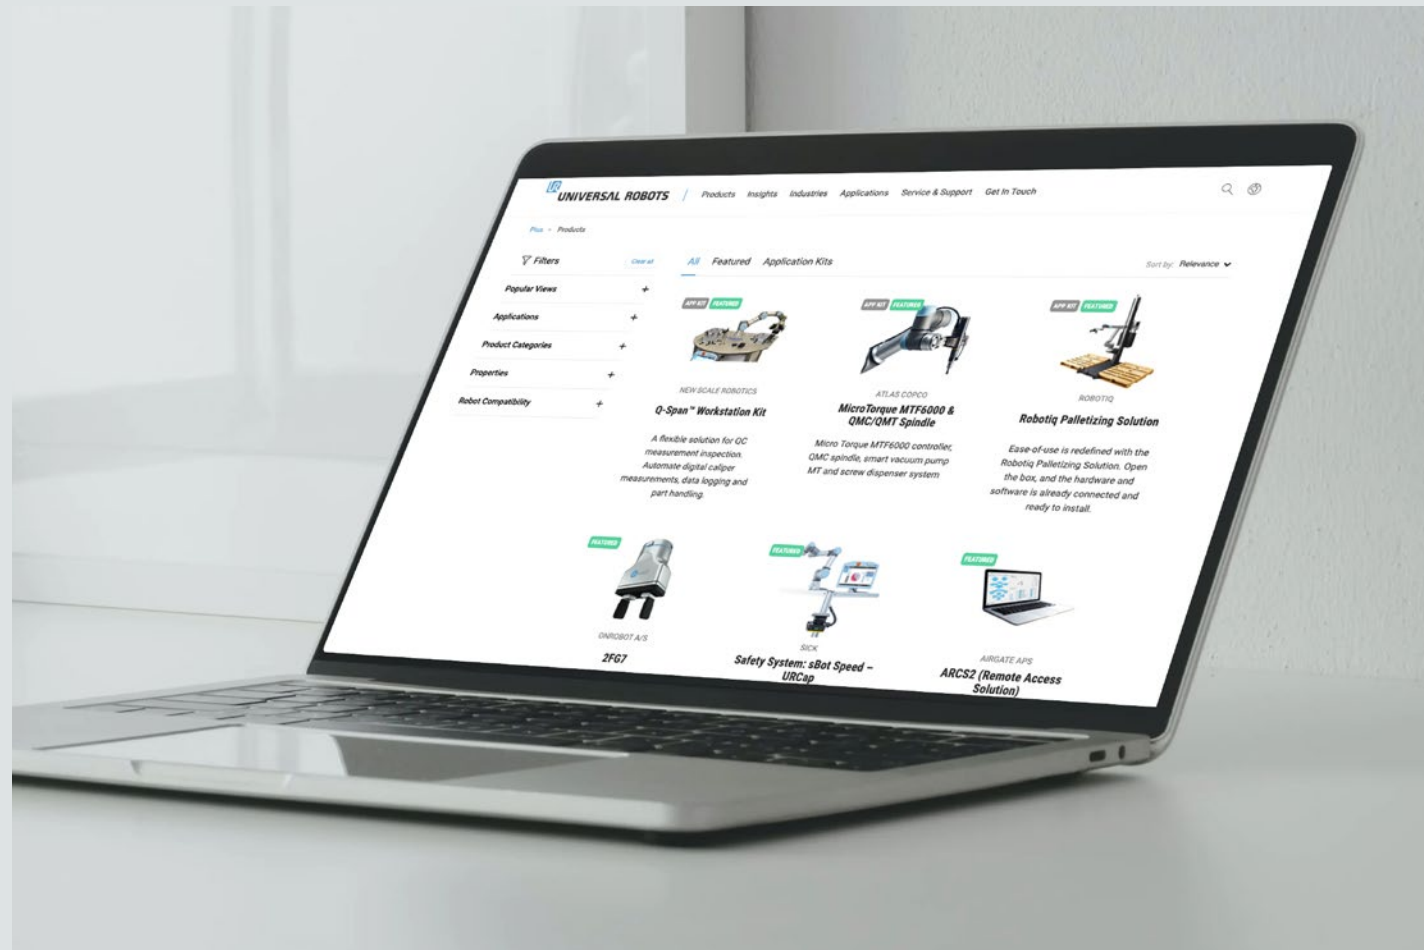 UR
UNIVERSAL ROBOTS
Products Insights Industries Applications Service & Support Get In Touch
Plus - Products
Filters
Clear all
Popular Views +
Applications +
Product Categories +
Properties +
Robot Compatibility +
All Featured Application Kits
Sort by: Relevance
APP KIT FEATURED
NEW SCALE ROBOTICS
Q-Span™ Workstation Kit
A flexible solution for QC
measurement inspection.
Automate digital caliper
measurements, data logging and
part handling.
APP KIT FEATURED
ATLAS COPCO
MicroTorque MTF6000 &
QMC/QMT Spindle
Micro Torque MTF6000 controller,
QMC spindle, smart vacuum pump
MT and screw dispenser system
APP KIT FEATURED
ROBOTIQ
Robotiq Palletizing Solution
Ease-of-use is redefined with the
Robotiq Palletizing Solution. Open
the box, and the hardware and
software is already connected and
ready to install.
FEATURED
ONROBOT A/S
2FG7
FEATURED
SICK
Safety System: sBot Speed –
URCap
FEATURED
AIRGATE APS
ARCS2 (Remote Access
Solution)